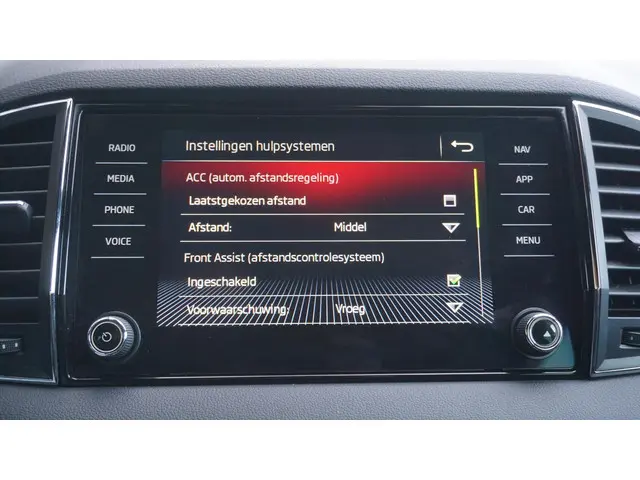 RADIO
MEDIA
PHONE
VOICE
Instellingen hulpsystemen
ACC (autom. afstandsregeling)
Laatstgekozen afstand
Afstand: Middel
Front Assist (afstandscontrolesysteem)
Ingeschakeld
Voorwaarschuwing: Vroeg
NAV
APP
CAR
MENU